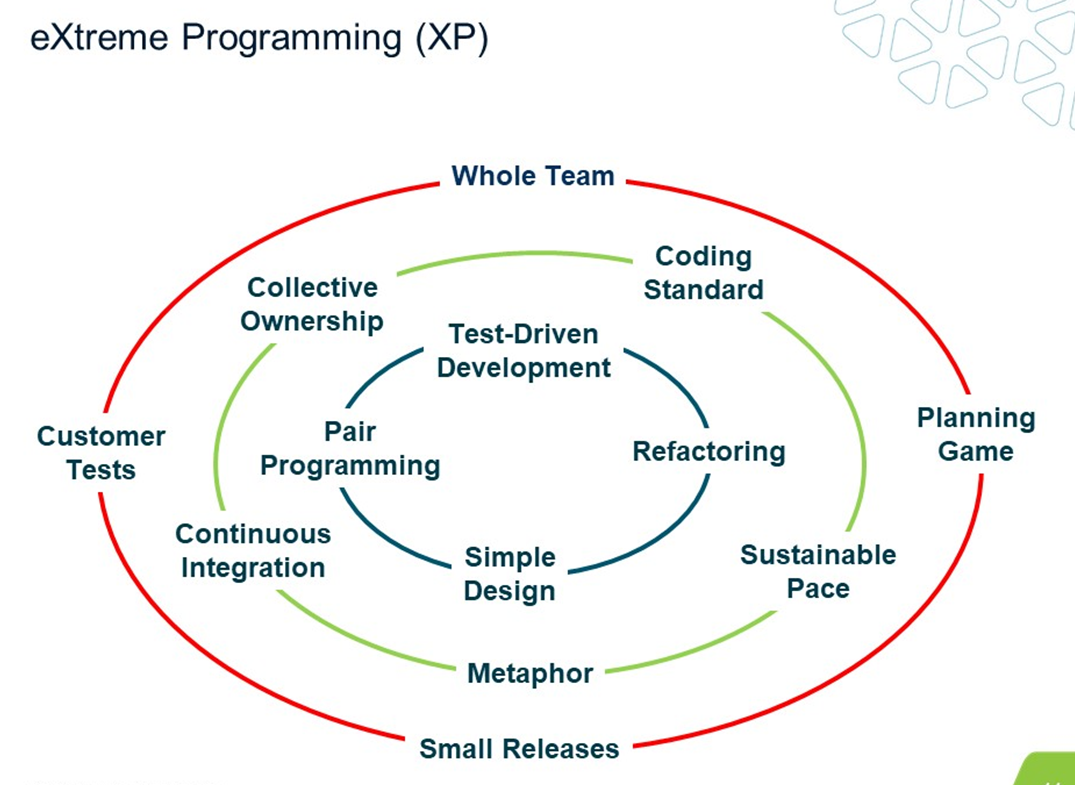 eXtreme Programming (XP)
Whole Team
Coding
Standard
Collective
Ownership
Test-Driven
Development
Planning
Game
Customer
Tests
Pair
Programming
Refactoring
Continuous
Integration
Simple
Design
Sustainable
Pace
Metaphor
Small Releases